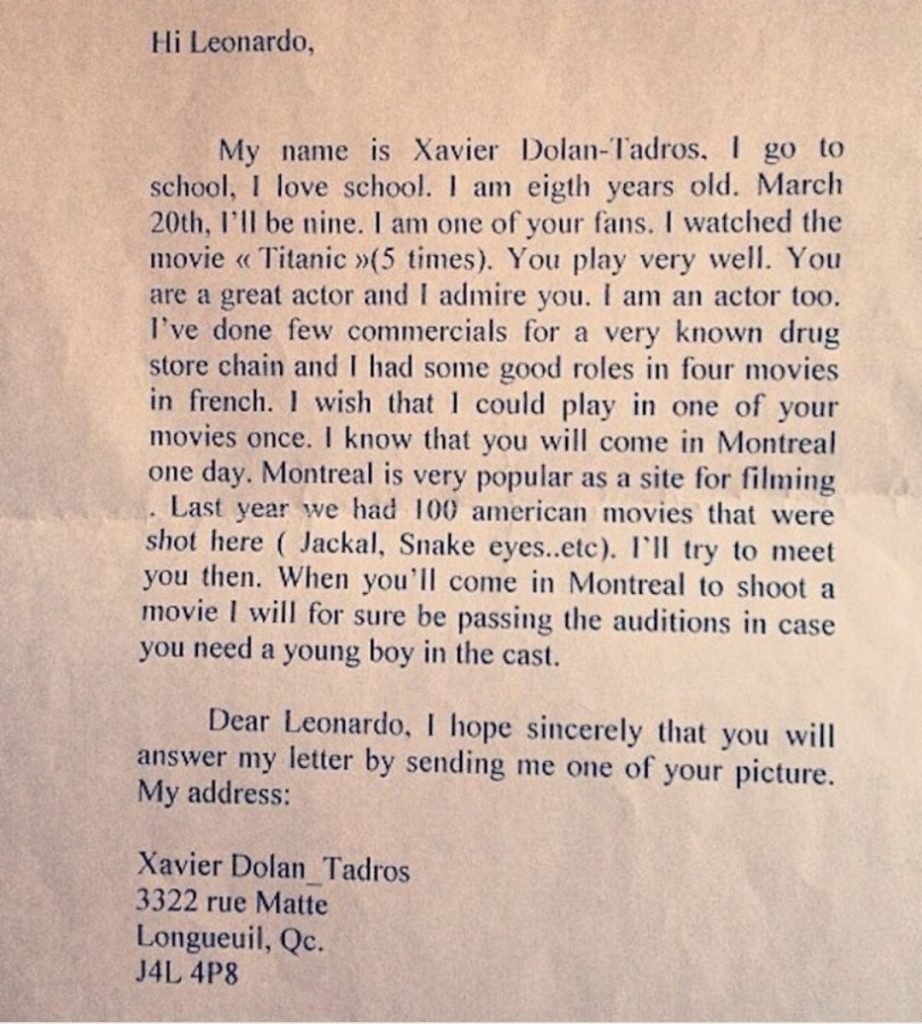 Hi Leonardo,
My name is Xavier Dolan-Tadros. I go to
school, I love school. I am eigth years old. March
20th, I'll be nine. I am one of your fans. I watched the
movie « Titanic »(5 times). You play very well. You
are a great actor and I admire you. I am an actor too.
I've done few commercials for a very known drug
store chain and I had some good roles in four movies
in french. I wish that I could play in one of your
movies once. I know that you will come in Montreal
one day. Montreal is very popular as a site for filming
. Last year we had 100 american movies that were
shot here ( Jackal, Snake eyes..etc). I'll try to meet
you then. When you'll come in Montreal to shoot a
movie I will for sure be passing the auditions in case
you need a young boy in the cast.
Dear Leonardo, I hope sincerely that you will
answer my letter by sending me one of your picture.
My address:
Xavier Dolan_Tadros
3322 rue Matte
Longueuil, Qc.
J4L 4P8